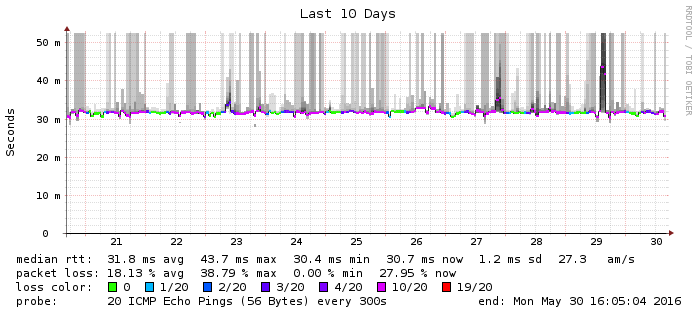 Last 10 Days
RRDTOOL / TOBI OETIKER
Seconds
50 m
40 m
30 m
20 m
10 m
0
21 22 23 24 25 26 27 28 29 30
median rtt: 31.8 ms avg 43.7 ms max 30.4 ms min 30.7 ms now 1.2 ms sd 27.3 am/s
packet loss: 18.13 % avg 38.79 % max 0.00 % min 27.95 % now
loss color: 0 1/20 2/20 3/20 4/20 10/20 19/20
probe: 20 ICMP Echo Pings (56 Bytes) every 300s end: Mon May 30 16:05:04 2016